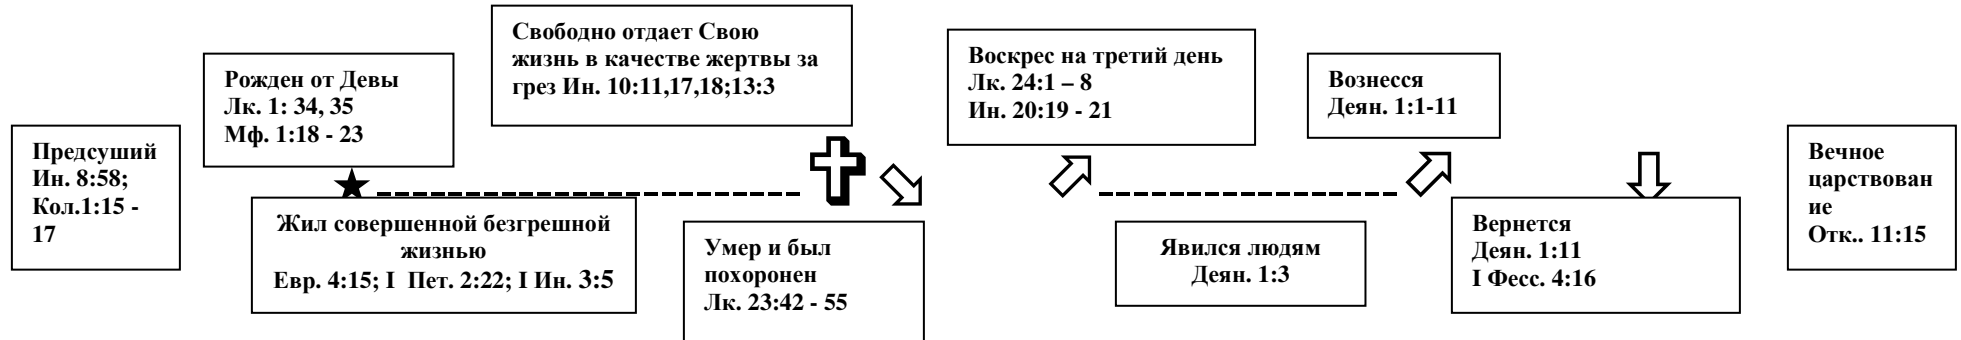 Предсуший
Ин. 8:58;
Кол.1:15 -
17
Рожден от Девы
Лк. 1: 34, 35
Мф. 1:18 - 23
Жил совершенной безгрешной
жизнью
Евр. 4:15; I Пет. 2:22; I Ин. 3:5
Свободно отдает Свою
жизнь в качестве жертвы за
грез Ин. 10:11,17,18;13:3
Умер и был
похоронен
Лк. 23:42 - 55
Воскрес на третий день
Лк. 24:1 – 8
Ин. 20:19 - 21
Явился людям
Деян. 1:3
Вознесся
Деян. 1:1-11
Вернется
Деян. 1:11
I Фесс. 4:16
Вечное
царствован
ие
Отк.. 11:15